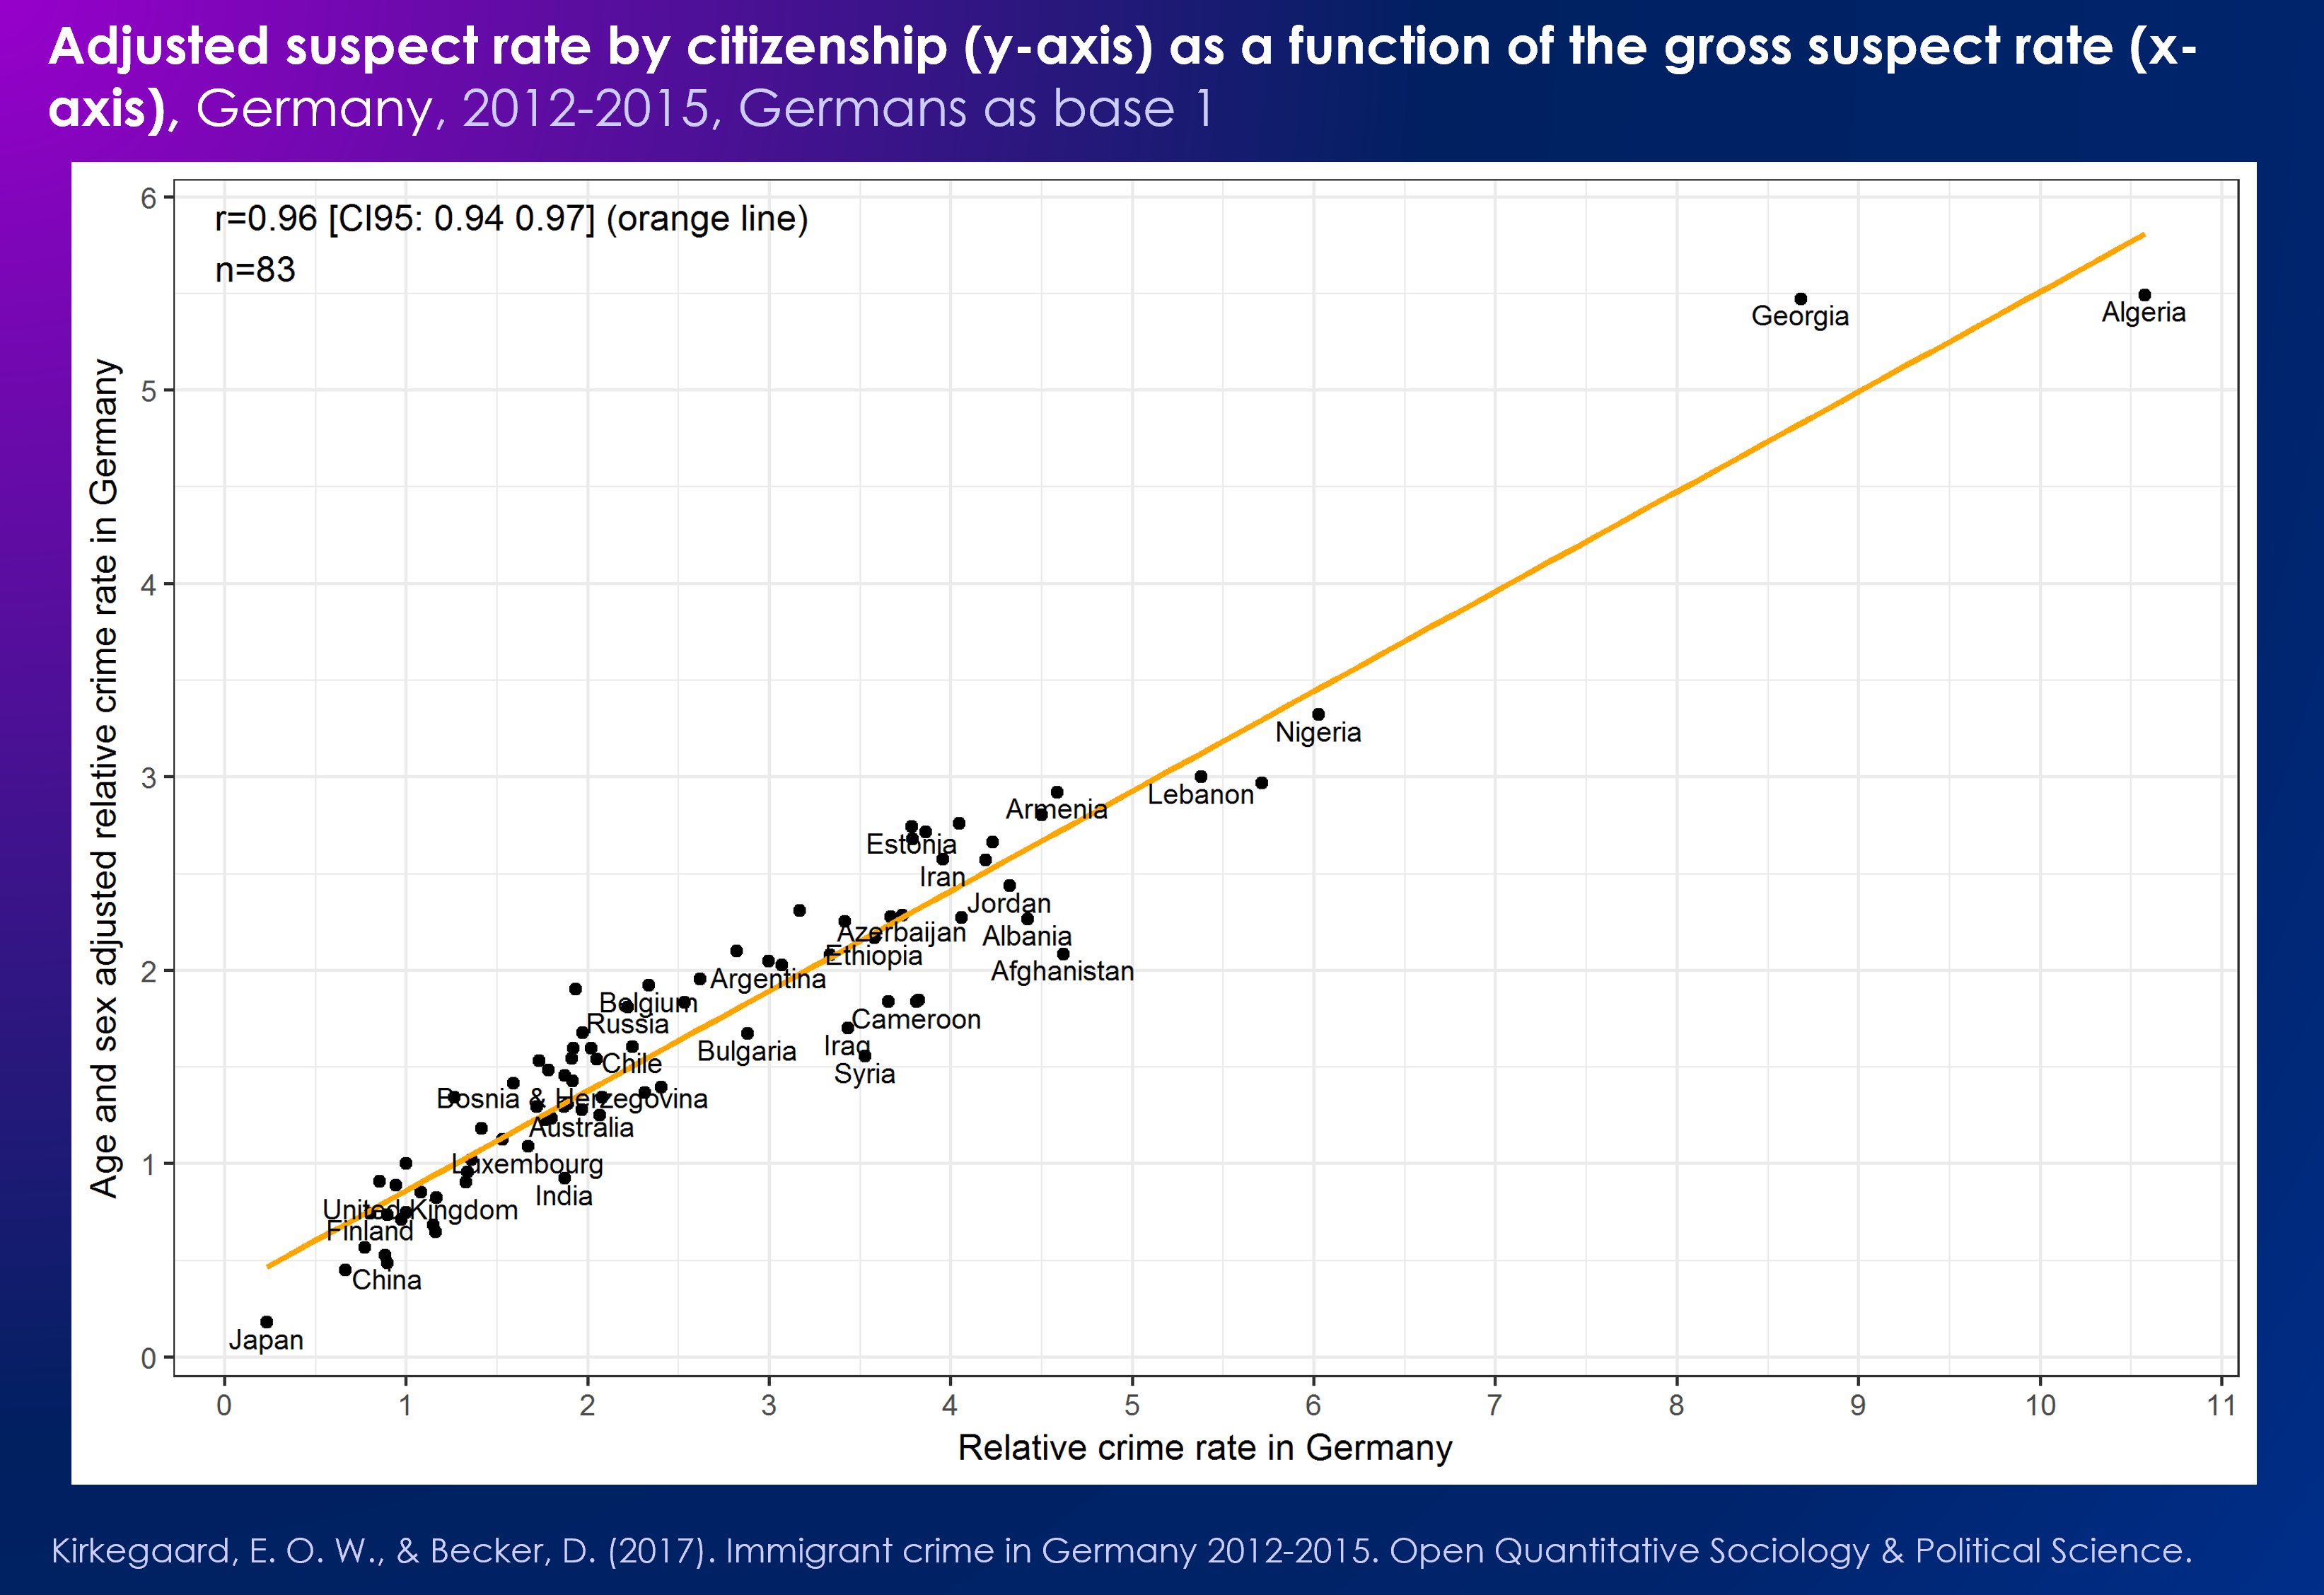 Adjusted suspect rate by citizenship (y-axis) as a function of the gross suspect rate (x-
axis), Germany, 2012-2015, Germans as base 1
r=0.96 [CI95: 0.94 0.97] (orange line)
n=83
Age and sex adjusted relative crime rate in Germany
6
5
4
3
2
1
0
Georgia
Algeria
Nigeria
Lebanon
Armenia
Estonia
Iran
Jordan
Azerbaijan
Albania
Ethiopia
Afghanistan
Argentina
Belgium
Cameroon
Russia
Iraq
Bulgaria
Chile
Syria
Bosnia & Herzegovina
Australia
Luxembourg
India
United Kingdom
Finland
China
Japan
0 1 2 3 4 5 6 7 8 9 10 11
Relative crime rate in Germany
Kirkegaard, E. O. W., & Becker, D. (2017). Immigrant crime in Germany 2012-2015. Open Quantitative Sociology & Political Science.